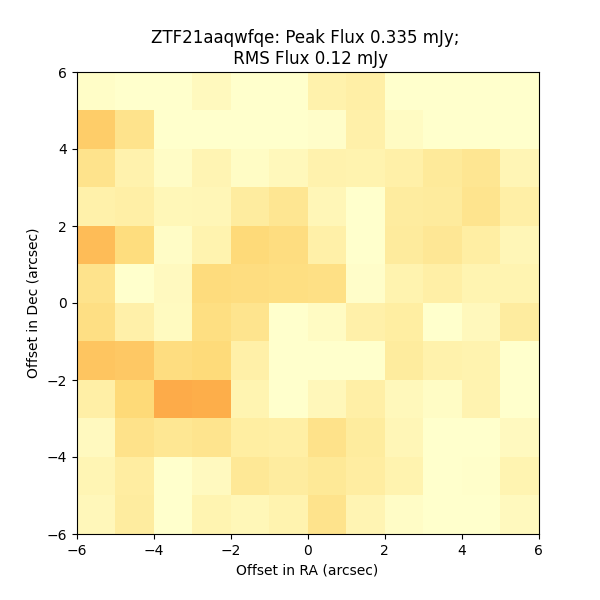 ZTF21aaqwfqe: Peak Flux 0.335 mJy;
RMS Flux 0.12 mJy
6
4
2
0
−2
−4
−6
Offset in Dec (arcsec)
−6 −4 −2 0 2 4 6
Offset in RA (arcsec)